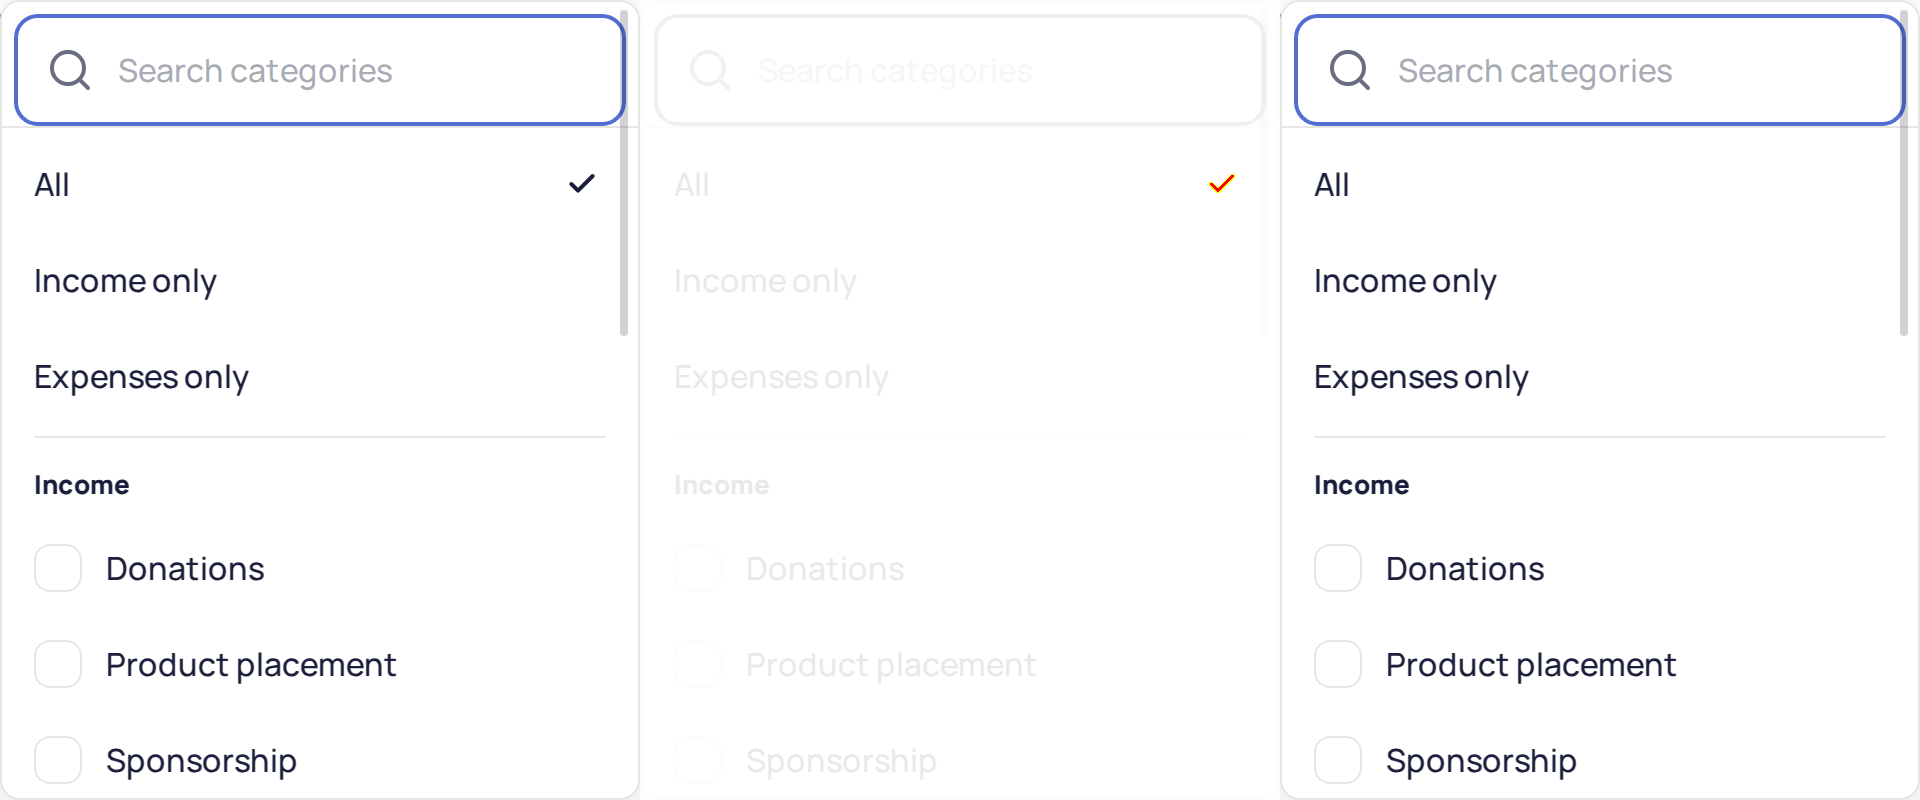 Search categories
All
Income only
Expenses only
Income
Donations
Product placement
Sponsorship
Search categories
All
Income only
Expenses only
Income
Donations
Product placement
Sponsorship
Search categories
All
Income only
Expenses only
Income
Donations
Product placement
Sponsorship